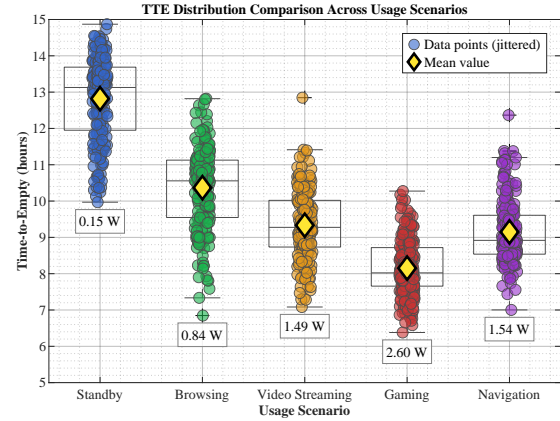 TTE Distribution Comparison Across Usage Scenarios
15
14
13
12
11
10
9
8
7
6
5
Time-to-Empty (hours)
Data points (jittered)
Mean value
0.15 W
0.84 W
1.49 W
2.60 W
1.54 W
Standby
Browsing
Video Streaming
Gaming
Navigation
Usage Scenario